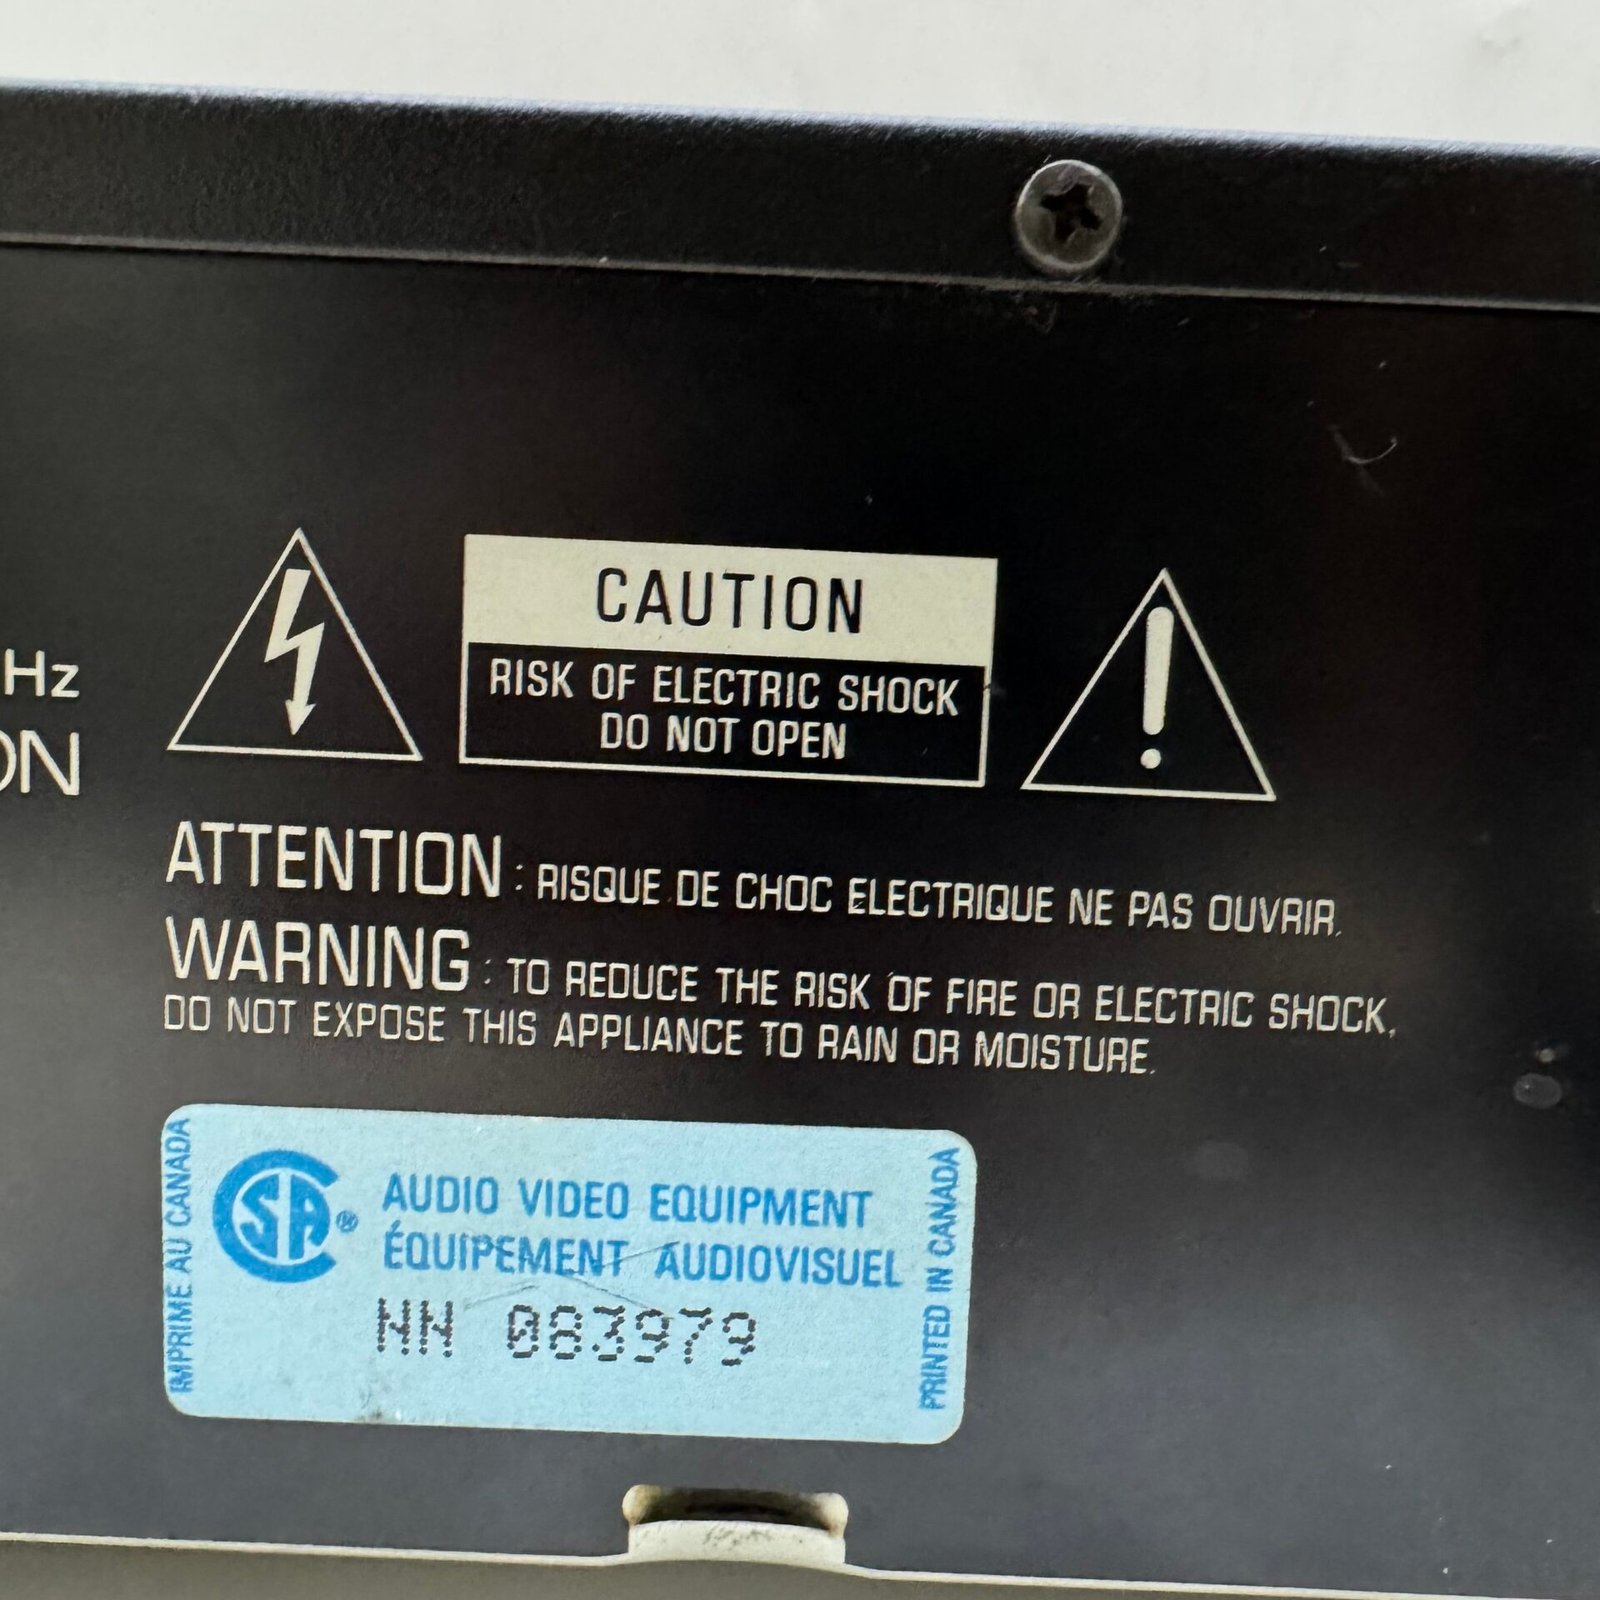 Hz
ON
CAUTION
RISK OF ELECTRIC SHOCK
DO NOT OPEN
ATTENTION : RISQUE DE CHOC ELECTRIQUE NE PAS OUVRIR.
WARNING : TO REDUCE THE RISK OF FIRE OR ELECTRIC SHOCK,
DO NOT EXPOSE THIS APPLIANCE TO RAIN OR MOISTURE.
IMPRIME AU CANADA
CSA®
AUDIO VIDEO EQUIPMENT
ÉQUIPEMENT AUDIOVISUEL
NN 083979
PRINTED IN CANADA